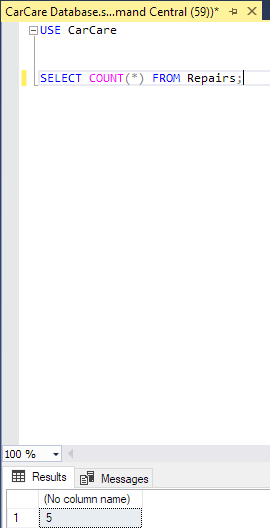 CarCare Database.s...mand Central (59))*
USE CarCare
SELECT COUNT(*) FROM Repairs;
100 %
Results Messages
(No column name)
1 5